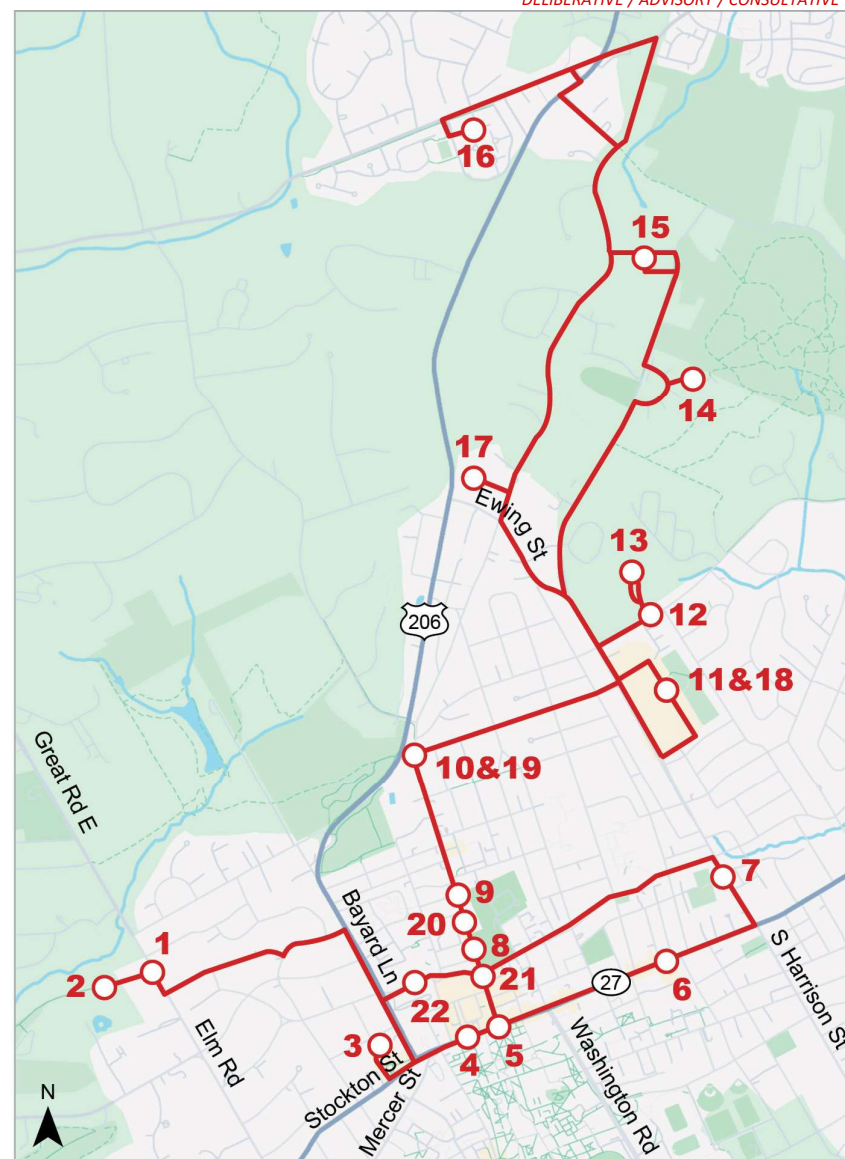 DELIBERATIVE / ADVISORY / CONSULTATIVE
16
15
14
17
Ewing St
13
12
206
11&18
10&19
Great Rd E
7
9
Bayard Ln
20
8
1
21
6
2
22
27
S Harrison St
Elm Rd
3
4
5
Stockton St
Mercer St
Washington Rd
N